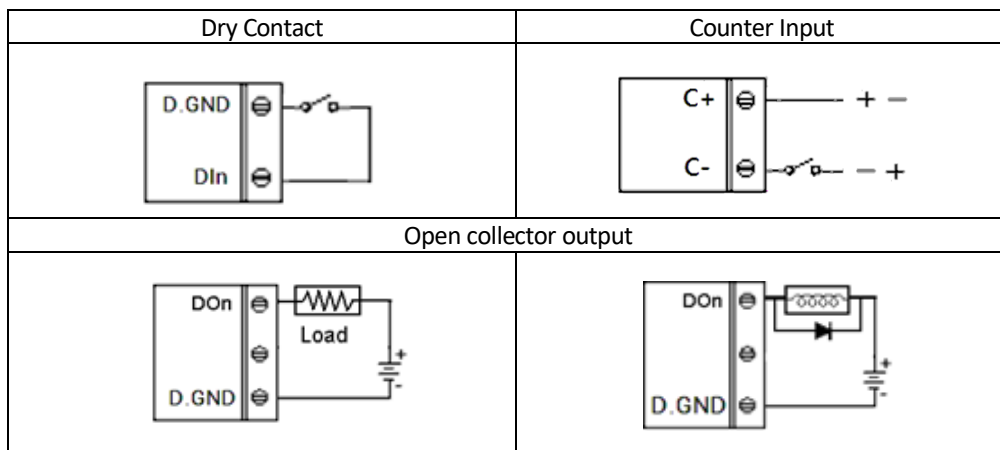 Dry Contact
Counter Input
D.GND
DIn
C+
+ −
C-
− +
Open collector output
DOn
Load
+
-
D.GND
DOn
+
-
D.GND